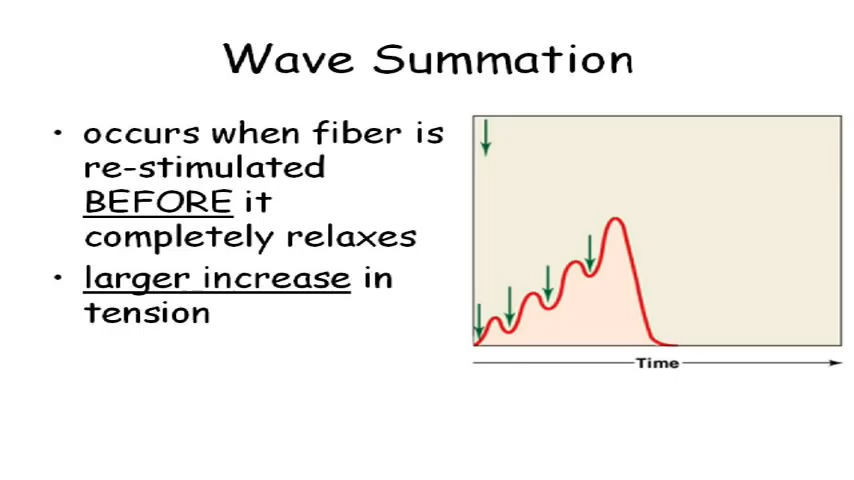 Wave Summation
• occurs when fiber is
re-stimulated
BEFORE it
completely relaxes
• larger increase in
tension
Time